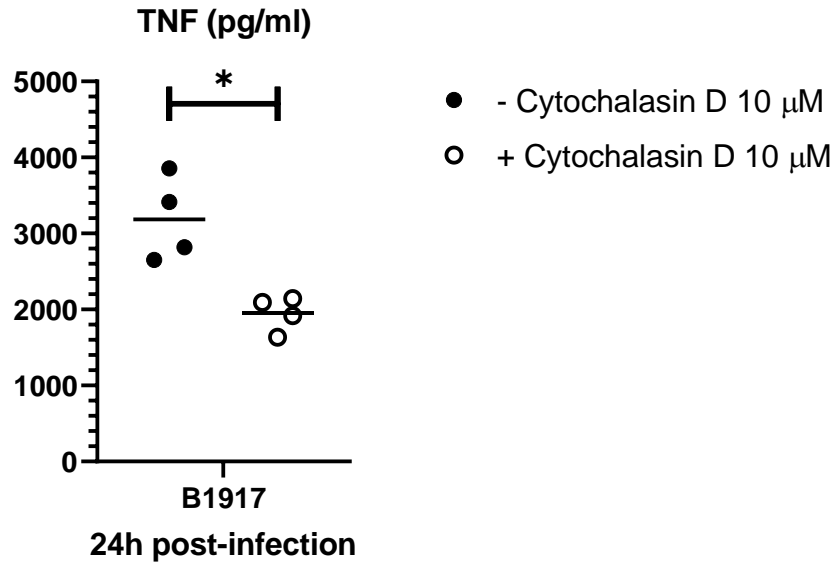 TNF (pg/ml)
5000
4000
3000
2000
1000
0
*
- Cytochalasin D 10 μM
+ Cytochalasin D 10 μM
B1917
24h post-infection